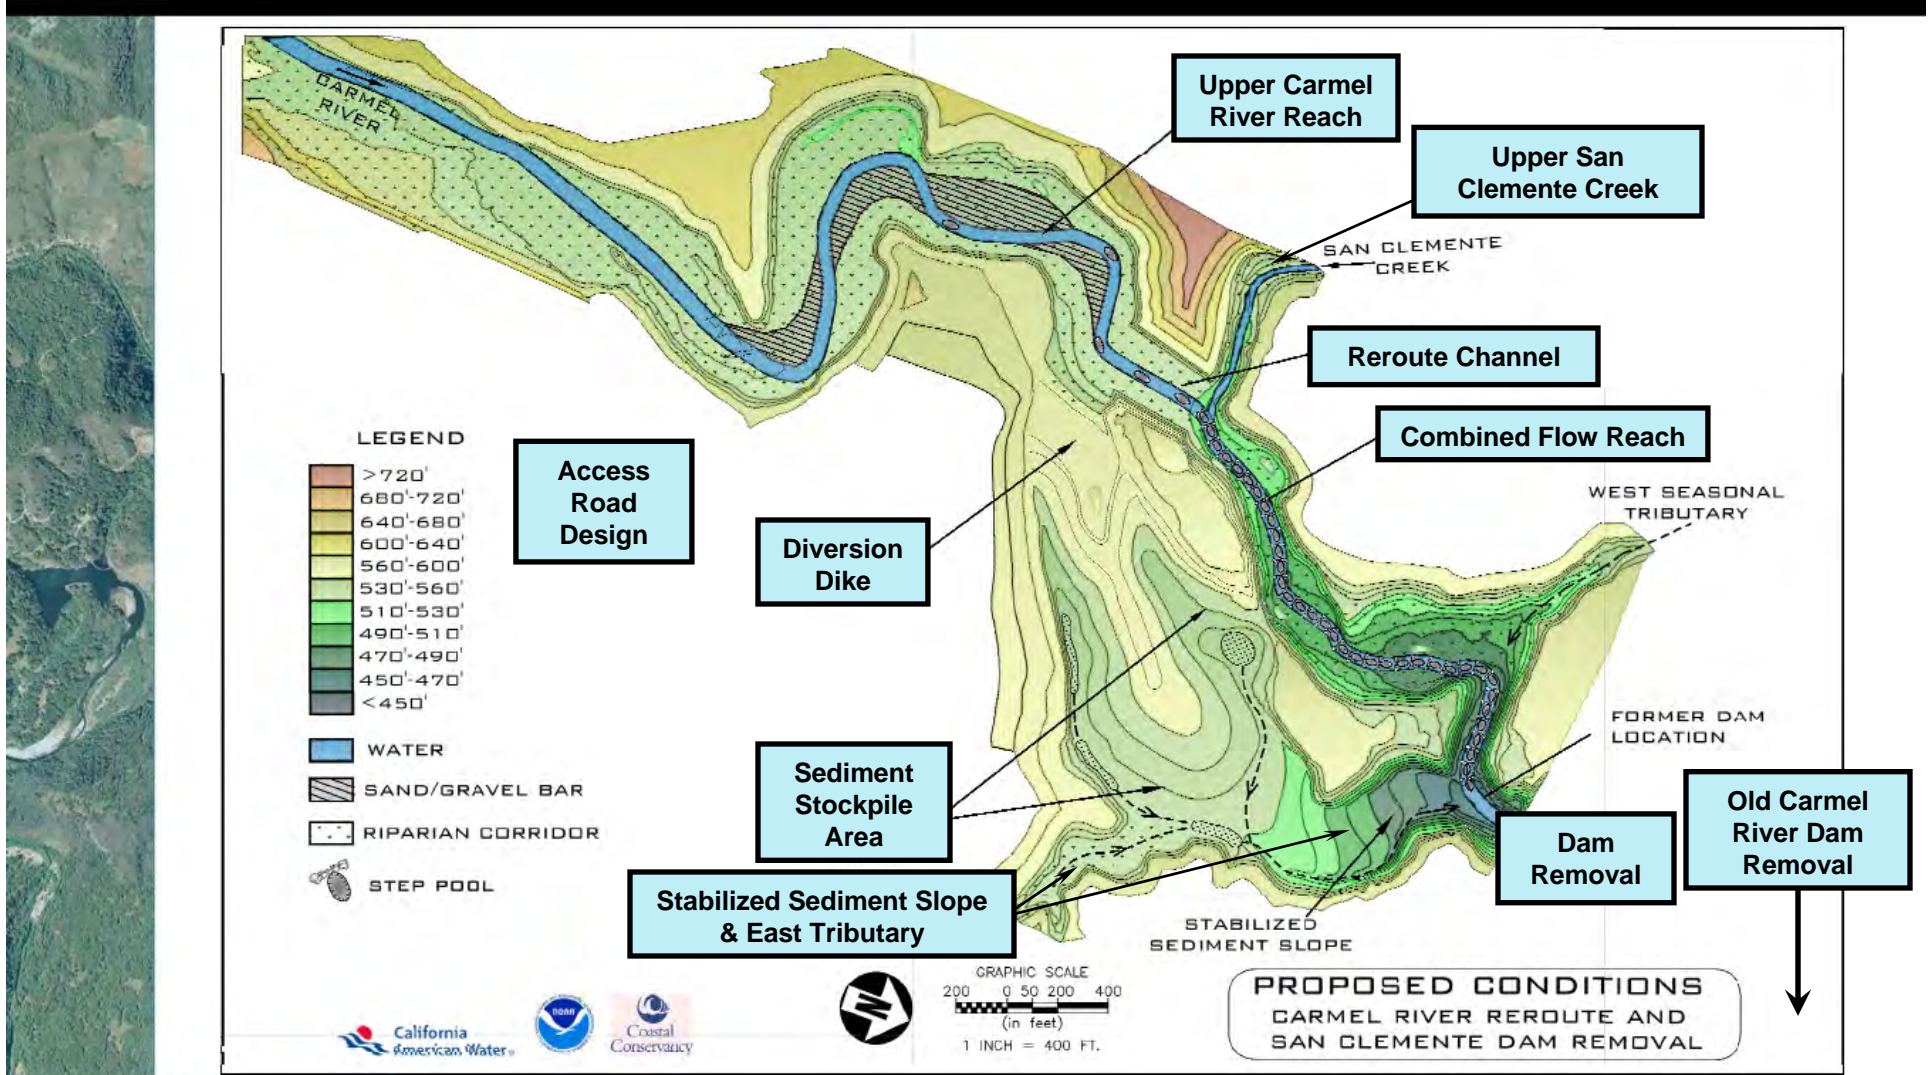 CARMEL
RIVER
Upper Carmel
River Reach
Upper San
Clemente Creek
SAN CLEMENTE
CREEK
Reroute Channel
Combined Flow Reach
WEST SEASONAL
TRIBUTARY
LEGEND
>720'
680'-720'
640'-680'
600'-640'
560'-600'
530'-560'
510'-530'
490'-510'
470'-490'
450'-470'
<450'
WATER
SAND/GRAVEL BAR
RIPARIAN CORRIDOR
STEP POOL
Access
Road
Design
Diversion
Dike
Sediment
Stockpile
Area
Stabilized Sediment Slope
& East Tributary
FORMER DAM
LOCATION
Dam
Removal
Old Carmel
River Dam
Removal
STABILIZED
SEDIMENT SLOPE
California
American Water
NOAA
Coastal
Conservancy
N
GRAPHIC SCALE
200 0 50 200 400
(in feet)
1 INCH = 400 FT.
PROPOSED CONDITIONS
CARMEL RIVER REROUTE AND
SAN CLEMENTE DAM REMOVAL